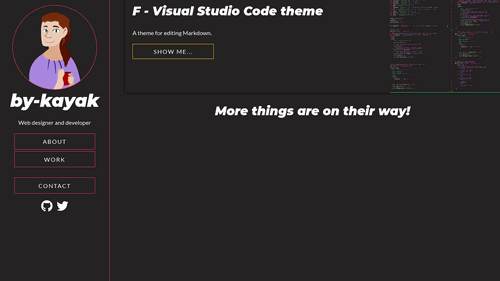 by-kayak
Web designer and developer
ABOUT
WORK
CONTACT
F - Visual Studio Code theme
A theme for editing Markdown.
SHOW ME...
More things are on their way!